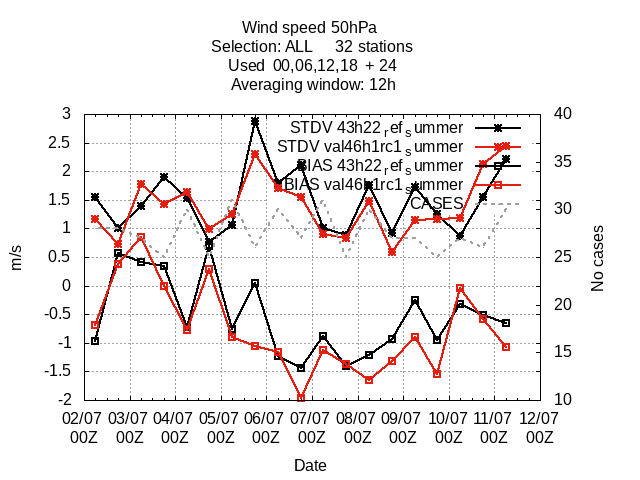 Wind speed 50hPa
Selection: ALL 32 stations
Used 00,06,12,18 + 24
Averaging window: 12h
STDV 43h22_ref_summer
STDV val46h1rc1_summer
BIAS 43h22_ref_summer
BIAS val46h1rc1_summer
CASES
3
2.5
2
1.5
1
0.5
0
-0.5
-1
-1.5
-2
m/s
40
35
30
25
20
15
10
No cases
02/07 03/07 04/07 05/07 06/07 07/07 08/07 09/07 10/07 11/07 12/07
00Z 00Z 00Z 00Z 00Z 00Z 00Z 00Z 00Z 00Z 00Z
Date